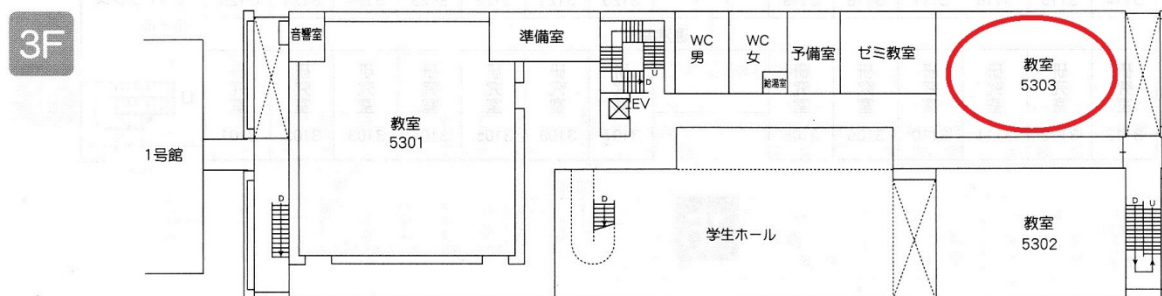 3F
音響室
準備室
WC
男
WC
女
給湯室
予備室
ゼミ教室
教室
5303
U
D
EV
教室
5301
1号館
D
D
学生ホール
教室
5302
D U